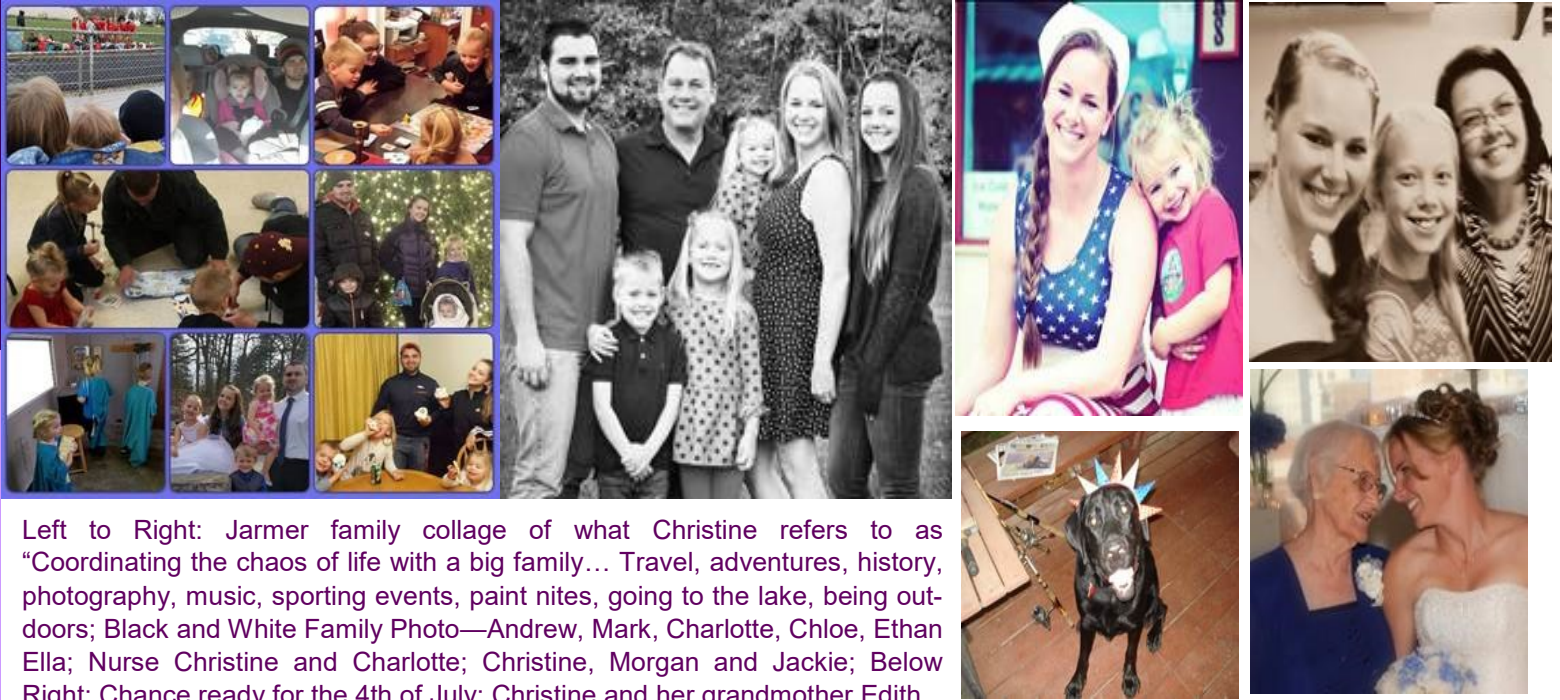 Left to Right: Jarmer family collage of what Christine refers to as
“Coordinating the chaos of life with a big family… Travel, adventures, history,
photography, music, sporting events, paint nites, going to the lake, being out-
doors; Black and White Family Photo—Andrew, Mark, Charlotte, Chloe, Ethan
Ella; Nurse Christine and Charlotte; Christine, Morgan and Jackie; Below
Right: Chance ready for the 4th of July; Christine and her grandmother Edith